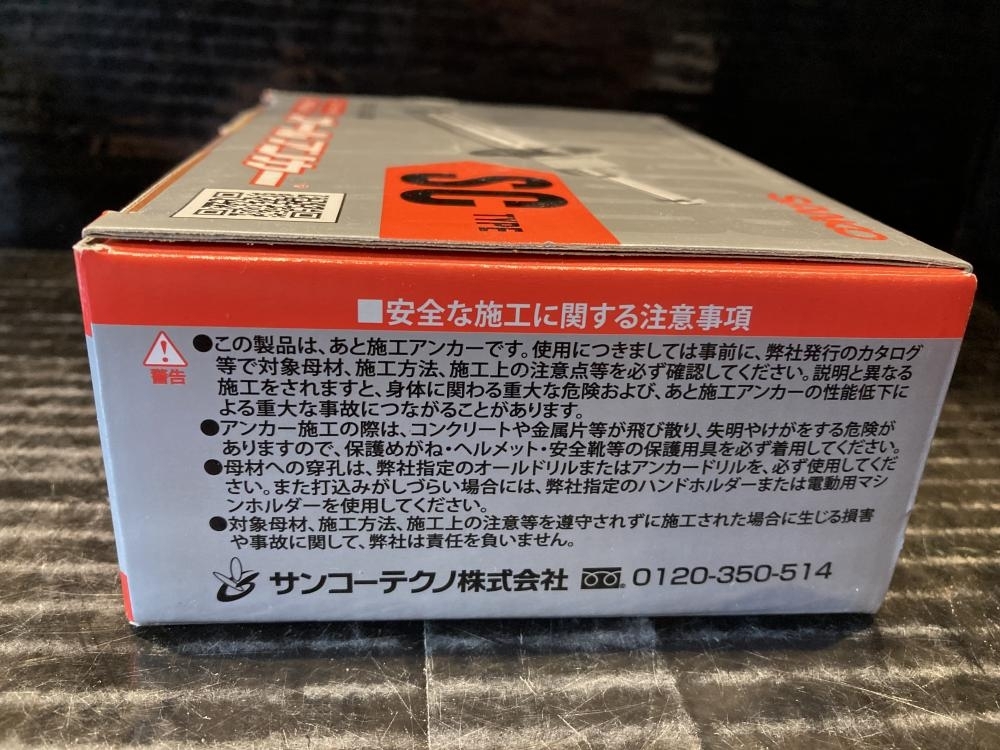 オールアンカー
SC
TYPE
SANKO
■安全な施工に関する注意事項
警告
●この製品は、あと施工アンカーです。使用につきましては事前に、弊社発行のカタログ
等で対象母材、施工方法、施工上の注意点等を必ず確認してください。説明と異なる
施工をされますと、身体に関わる重大な危険および、あと施工アンカーの性能低下に
よる重大な事故につながることがあります。
●アンカー施工の際は、コンクリートや金属片等が飛び散り、失明やけがをする危険が
ありますので、保護めがね・ヘルメット・安全靴等の保護用具を必ず着用してください。
●母材への穿孔は、弊社指定のオールドリルまたはアンカードリルを、必ず使用してくだ
さい。また打込みがしづらい場合には、弊社指定のハンドホルダーまたは電動用マシ
ンホルダーを使用してください。
●対象母材、施工方法、施工上の注意等を遵守されずに施工された場合に生じる損害
や事故に関して、弊社は責任を負いません。
サンコーテクノ株式会社 0120-350-514